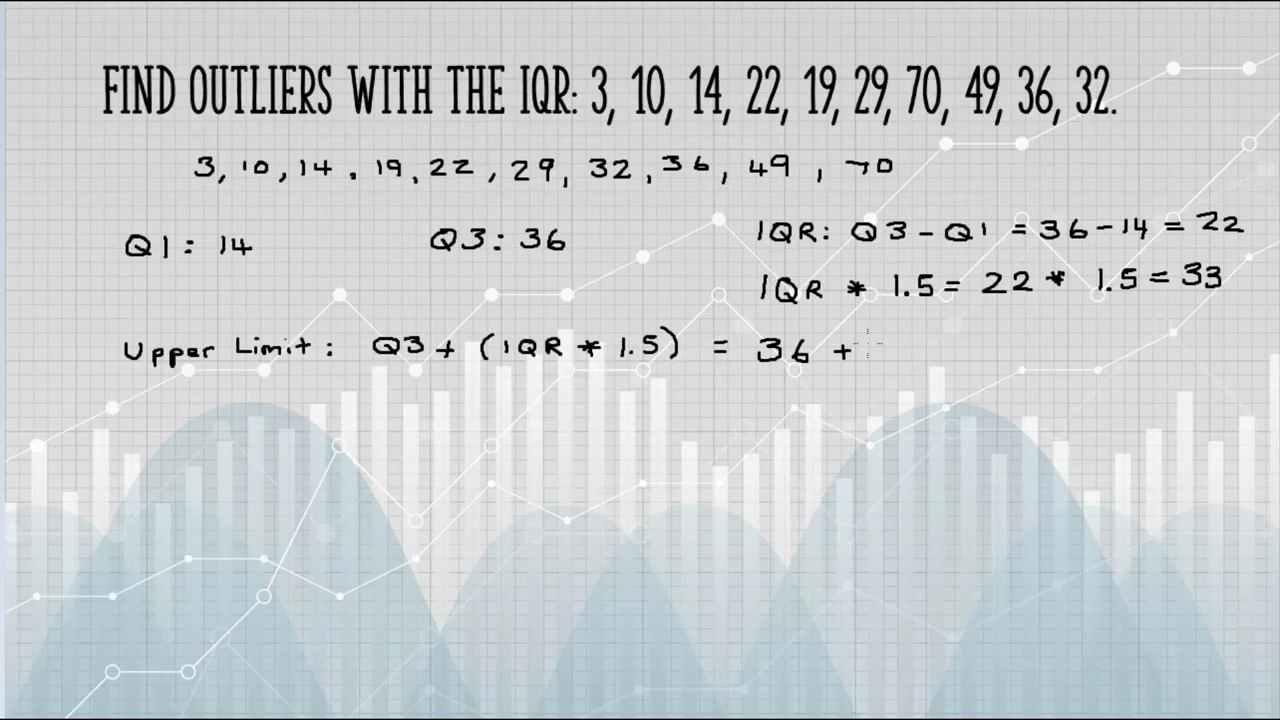 FIND OUTLIERS WITH THE IQR: 3, 10, 14, 22, 19, 29, 70, 49, 36, 32.
3, 10, 14, 19, 22, 29, 32, 36, 49, 70
Q1: 14
Q3: 36
IQR: Q3 - Q1 = 36 - 14 = 22
IQR * 1.5 = 22 * 1.5 = 33
Upper Limit: Q3 + (IQR * 1.5) = 36 +